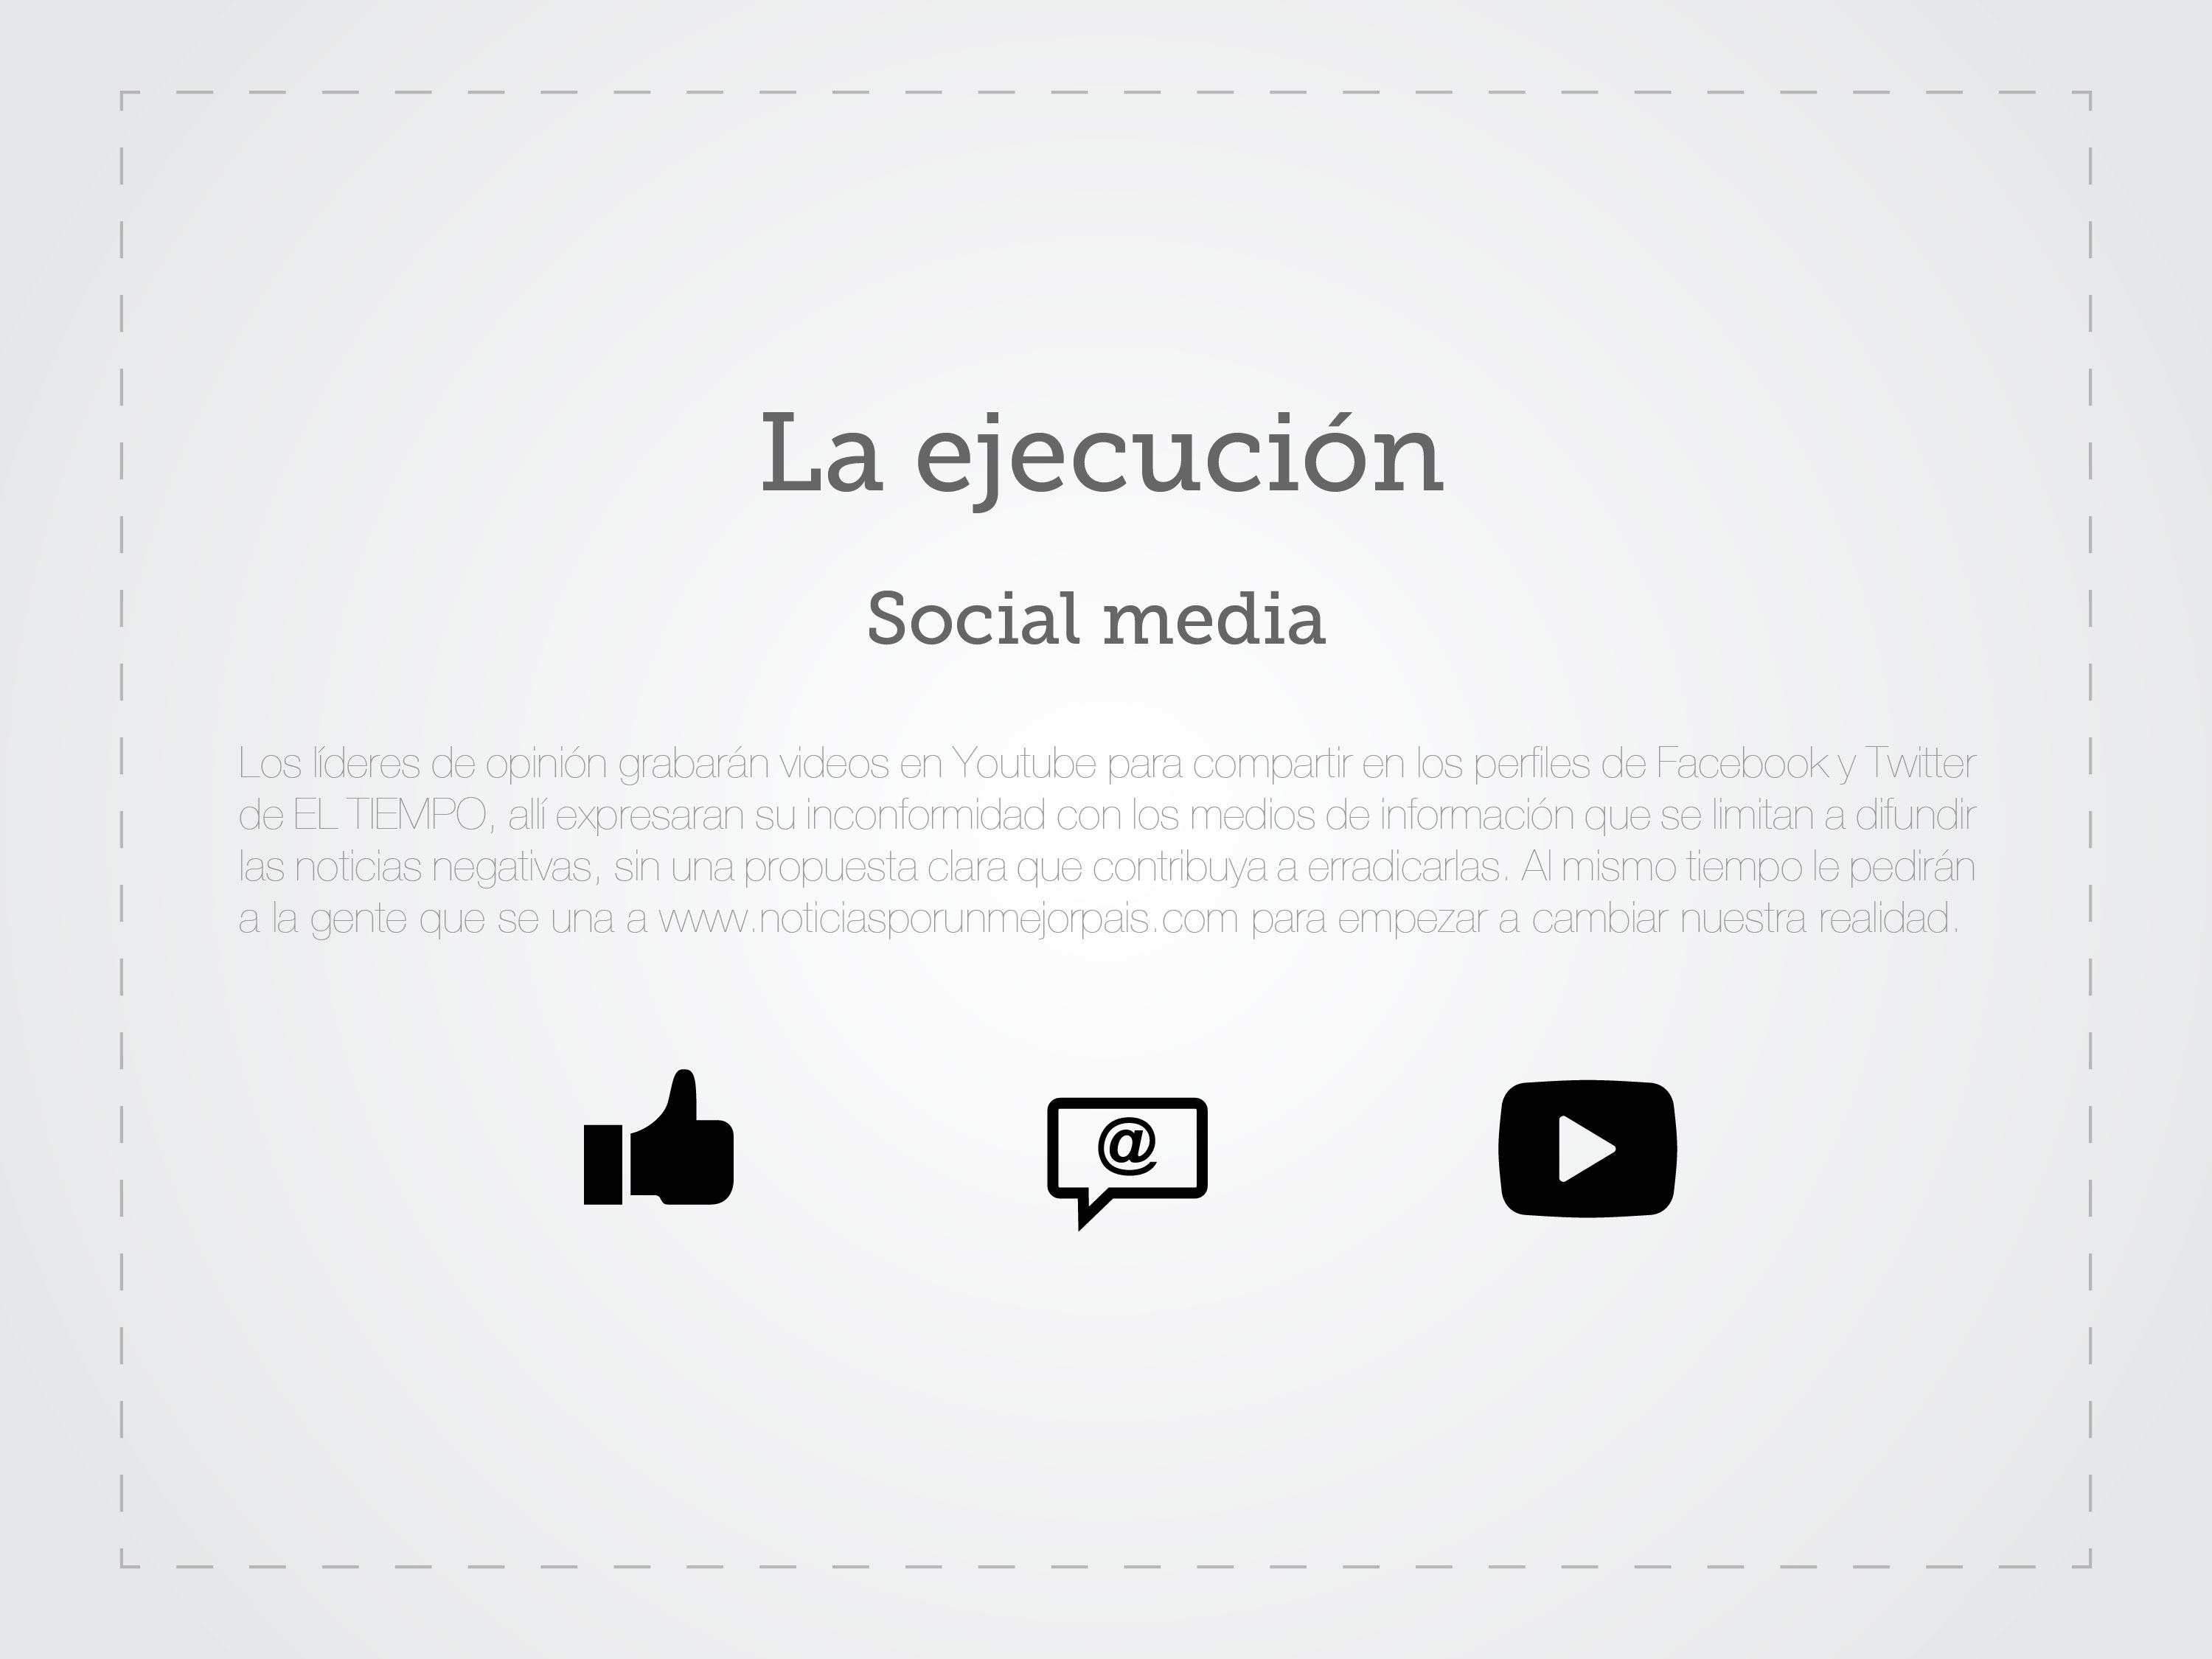 La ejecución
Social media
Los líderes de opinión grabarán videos en Youtube para compartir en los perfiles de Facebook y Twitter
de EL TIEMPO, allí expresaran su inconformidad con los medios de información que se limitan a difundir
las noticias negativas, sin una propuesta clara que contribuya a erradicarlas. Al mismo tiempo le pedirán
a la gente que se una a www.noticiasporunmejorpais.com para empezar a cambiar nuestra realidad.
@